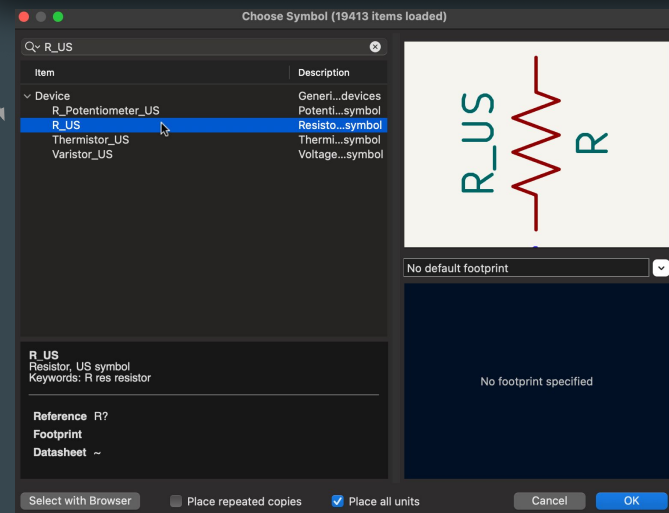 Choose Symbol (19413 items loaded)
R_US
Item Description
Device Generi...devices
R_Potentiometer_US Potenti...symbol
R_US Resisto...symbol
Thermistor_US Thermi...symbol
Varistor_US Voltage...symbol
R_US
R
No default footprint
No footprint specified
R_US
Resistor, US symbol
Keywords: R res resistor
Reference R?
Footprint
Datasheet ~
Select with Browser Place repeated copies Place all units Cancel OK